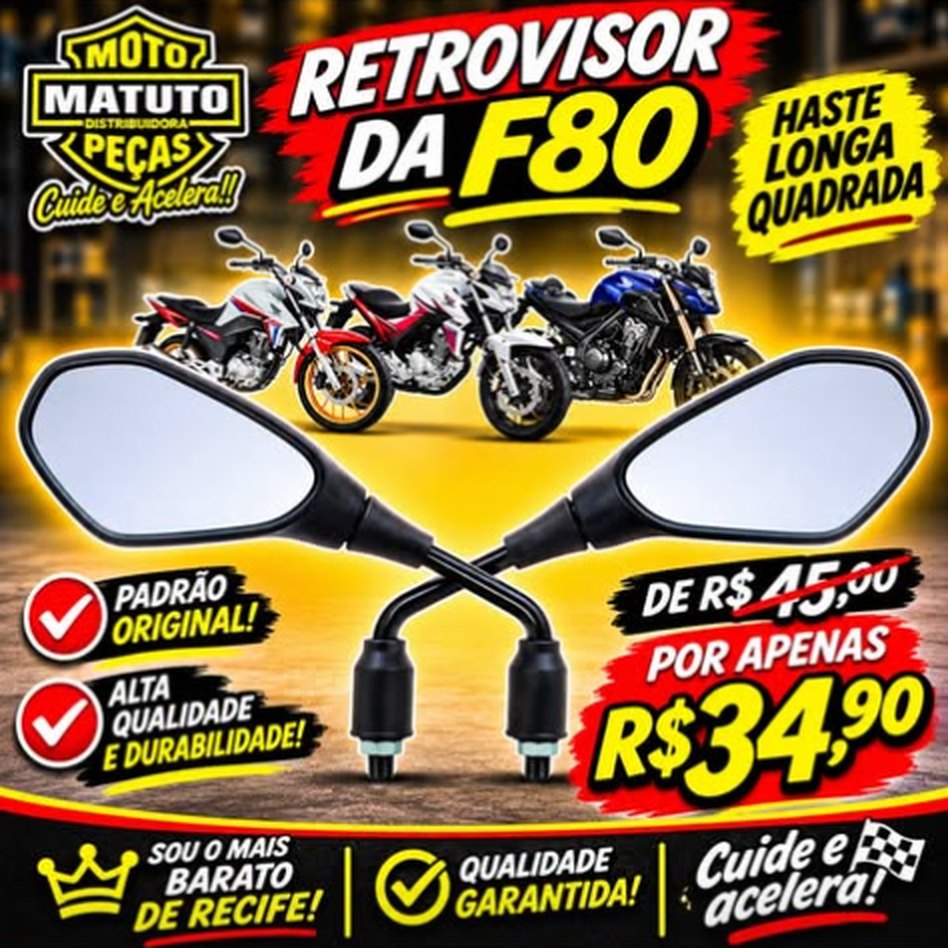 MOTO
MATUTO
DISTRIBUIDORA
PEÇAS
Cuide e Acelera!!
RETROVISOR
DA F80
HASTE
LONGA
QUADRADA
PADRÃO
ORIGINAL!
ALTA
QUALIDADE
E DURABILIDADE!
DE R$ 45,00
POR APENAS
R$34,90
SOU O MAIS
BARATO
DE RECIFE!
QUALIDADE
GARANTIDA!
Cuide e
acelera!